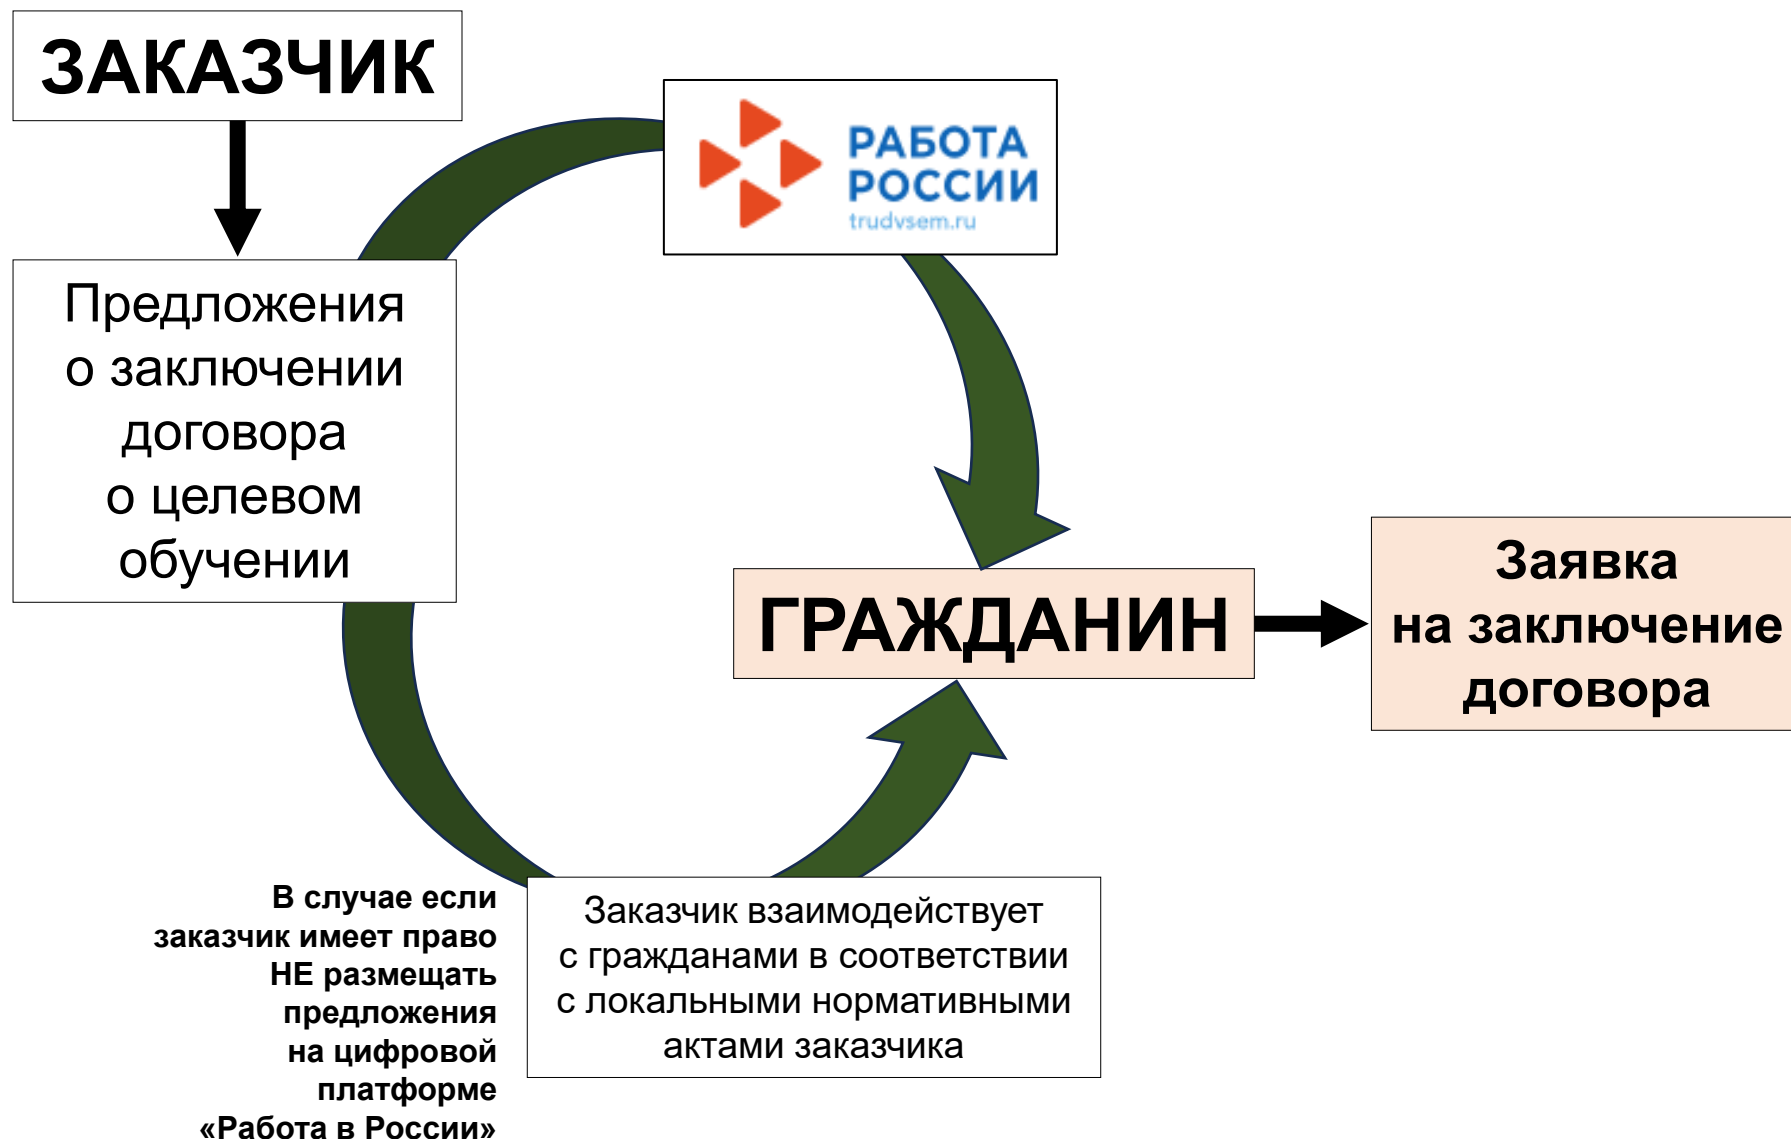 ЗАКАЗЧИК
РАБОТА
РОССИИ
trudvsem.ru
Предложения
о заключении
договора
о целевом
обучении
ГРАЖДАНИН
Заявка
на заключение
договора
В случае если
заказчик имеет право
НЕ размещать
предложения
на цифровой
платформе
«Работа в России»
Заказчик взаимодействует
с гражданами в соответствии
с локальными нормативными
актами заказчика